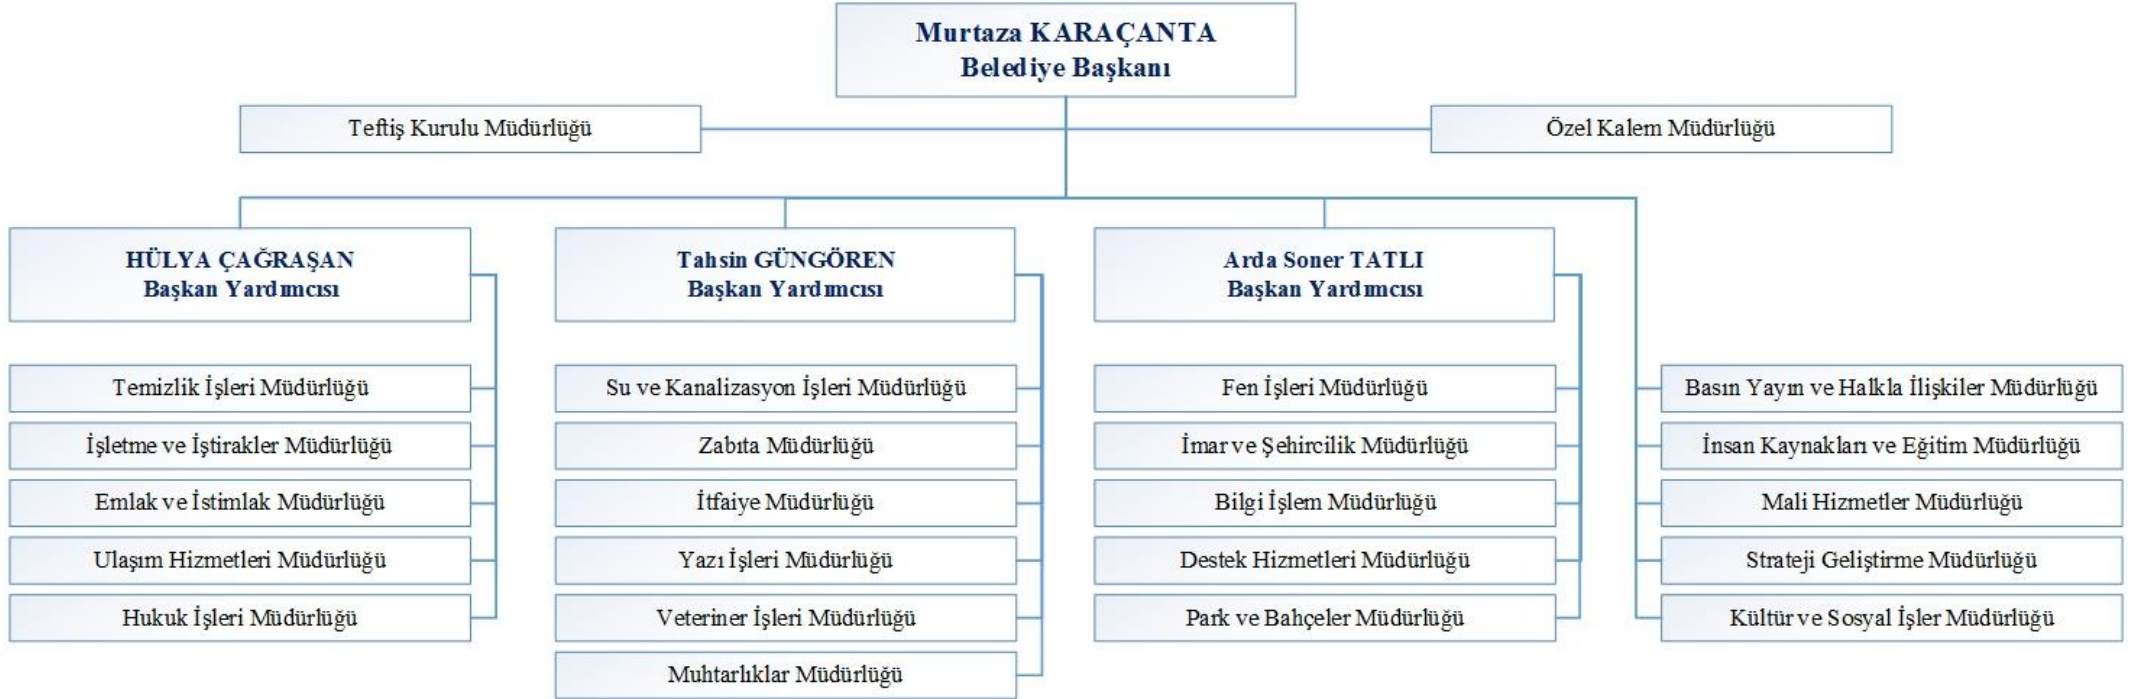 Murtaza KARAÇANTA
Belediye Başkanı
Teftiş Kurulu Müdürlüğü
Özel Kalem Müdürlüğü
HÜLYA ÇAĞRAŞAN
Başkan Yardımcısı
Temizlik İşleri Müdürlüğü
İşletme ve İştirakler Müdürlüğü
Emlak ve İstimlak Müdürlüğü
Ulaşım Hizmetleri Müdürlüğü
Hukuk İşleri Müdürlüğü
Tahsin GÜNGÖREN
Başkan Yardımcısı
Su ve Kanalizasyon İşleri Müdürlüğü
Zabıta Müdürlüğü
İtfaiye Müdürlüğü
Yazı İşleri Müdürlüğü
Veteriner İşleri Müdürlüğü
Muhtarlıklar Müdürlüğü
Arda Soner TATLI
Başkan Yardımcısı
Fen İşleri Müdürlüğü
İmar ve Şehircilik Müdürlüğü
Bilgi İşlem Müdürlüğü
Destek Hizmetleri Müdürlüğü
Park ve Bahçeler Müdürlüğü
Basın Yayın ve Halkla İlişkiler Müdürlüğü
İnsan Kaynakları ve Eğitim Müdürlüğü
Mali Hizmetler Müdürlüğü
Strateji Geliştirme Müdürlüğü
Kültür ve Sosyal İşler Müdürlüğü